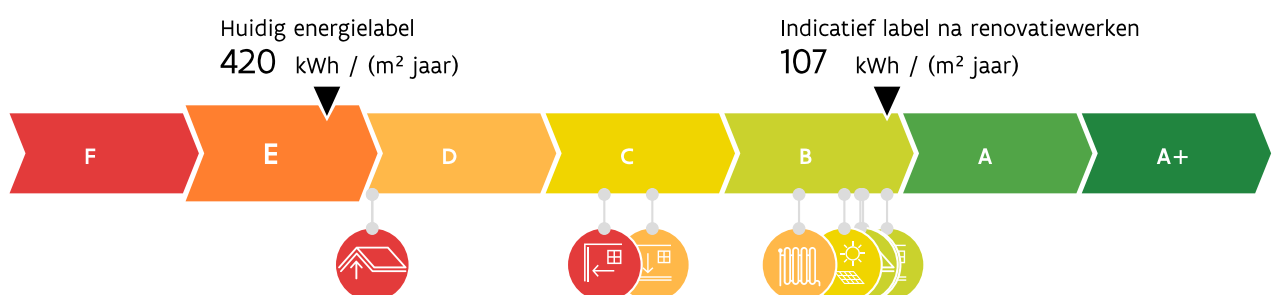 Huidig energielabel
420 kWh / (m² jaar)
Indicatief label na renovatiewerken
107 kWh / (m² jaar)
F E D C B A A+